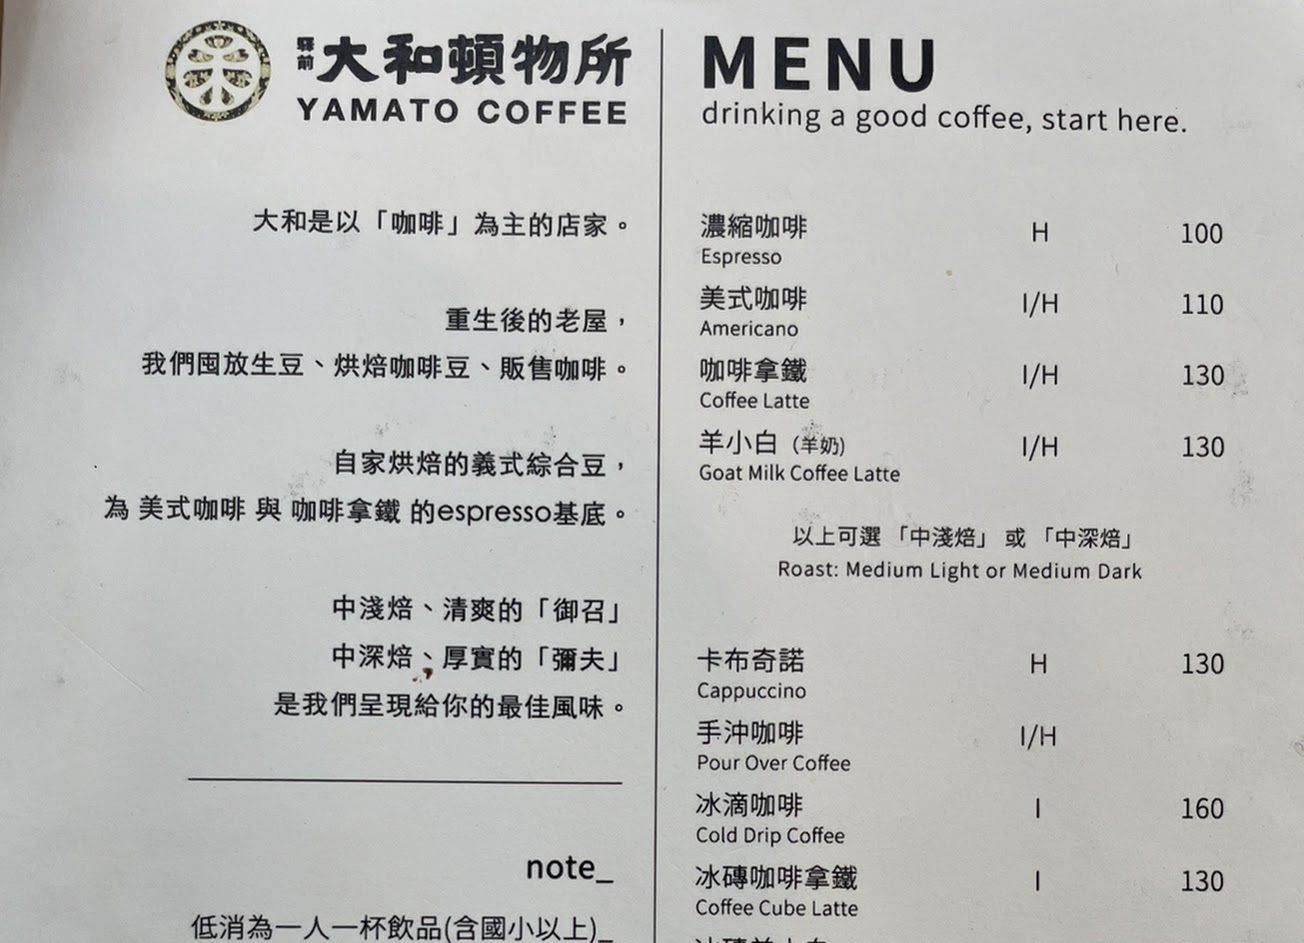 驛前 大和頓物所
YAMATO COFFEE
大和是以「咖啡」為主的店家。
重生後的老屋，
我們囤放生豆、烘焙咖啡豆、販售咖啡。
自家烘焙的義式綜合豆，
為 美式咖啡 與 咖啡拿鐵 的espresso基底。
中淺焙、清爽的「御召」
中深焙、厚實的「彌夫」
是我們呈現給你的最佳風味。
note_
低消為一人一杯飲品(含國小以上)_
MENU
drinking a good coffee, start here.
濃縮咖啡 H 100
Espresso
美式咖啡 I/H 110
Americano
咖啡拿鐵 I/H 130
Coffee Latte
羊小白（羊奶) I/H 130
Goat Milk Coffee Latte
以上可選「中淺焙」或「中深焙」
Roast: Medium Light or Medium Dark
卡布奇諾 H 130
Cappuccino
手沖咖啡 I/H
Pour Over Coffee
冰滴咖啡 I 160
Cold Drip Coffee
冰磚咖啡拿鐵 I 130
Coffee Cube Latte